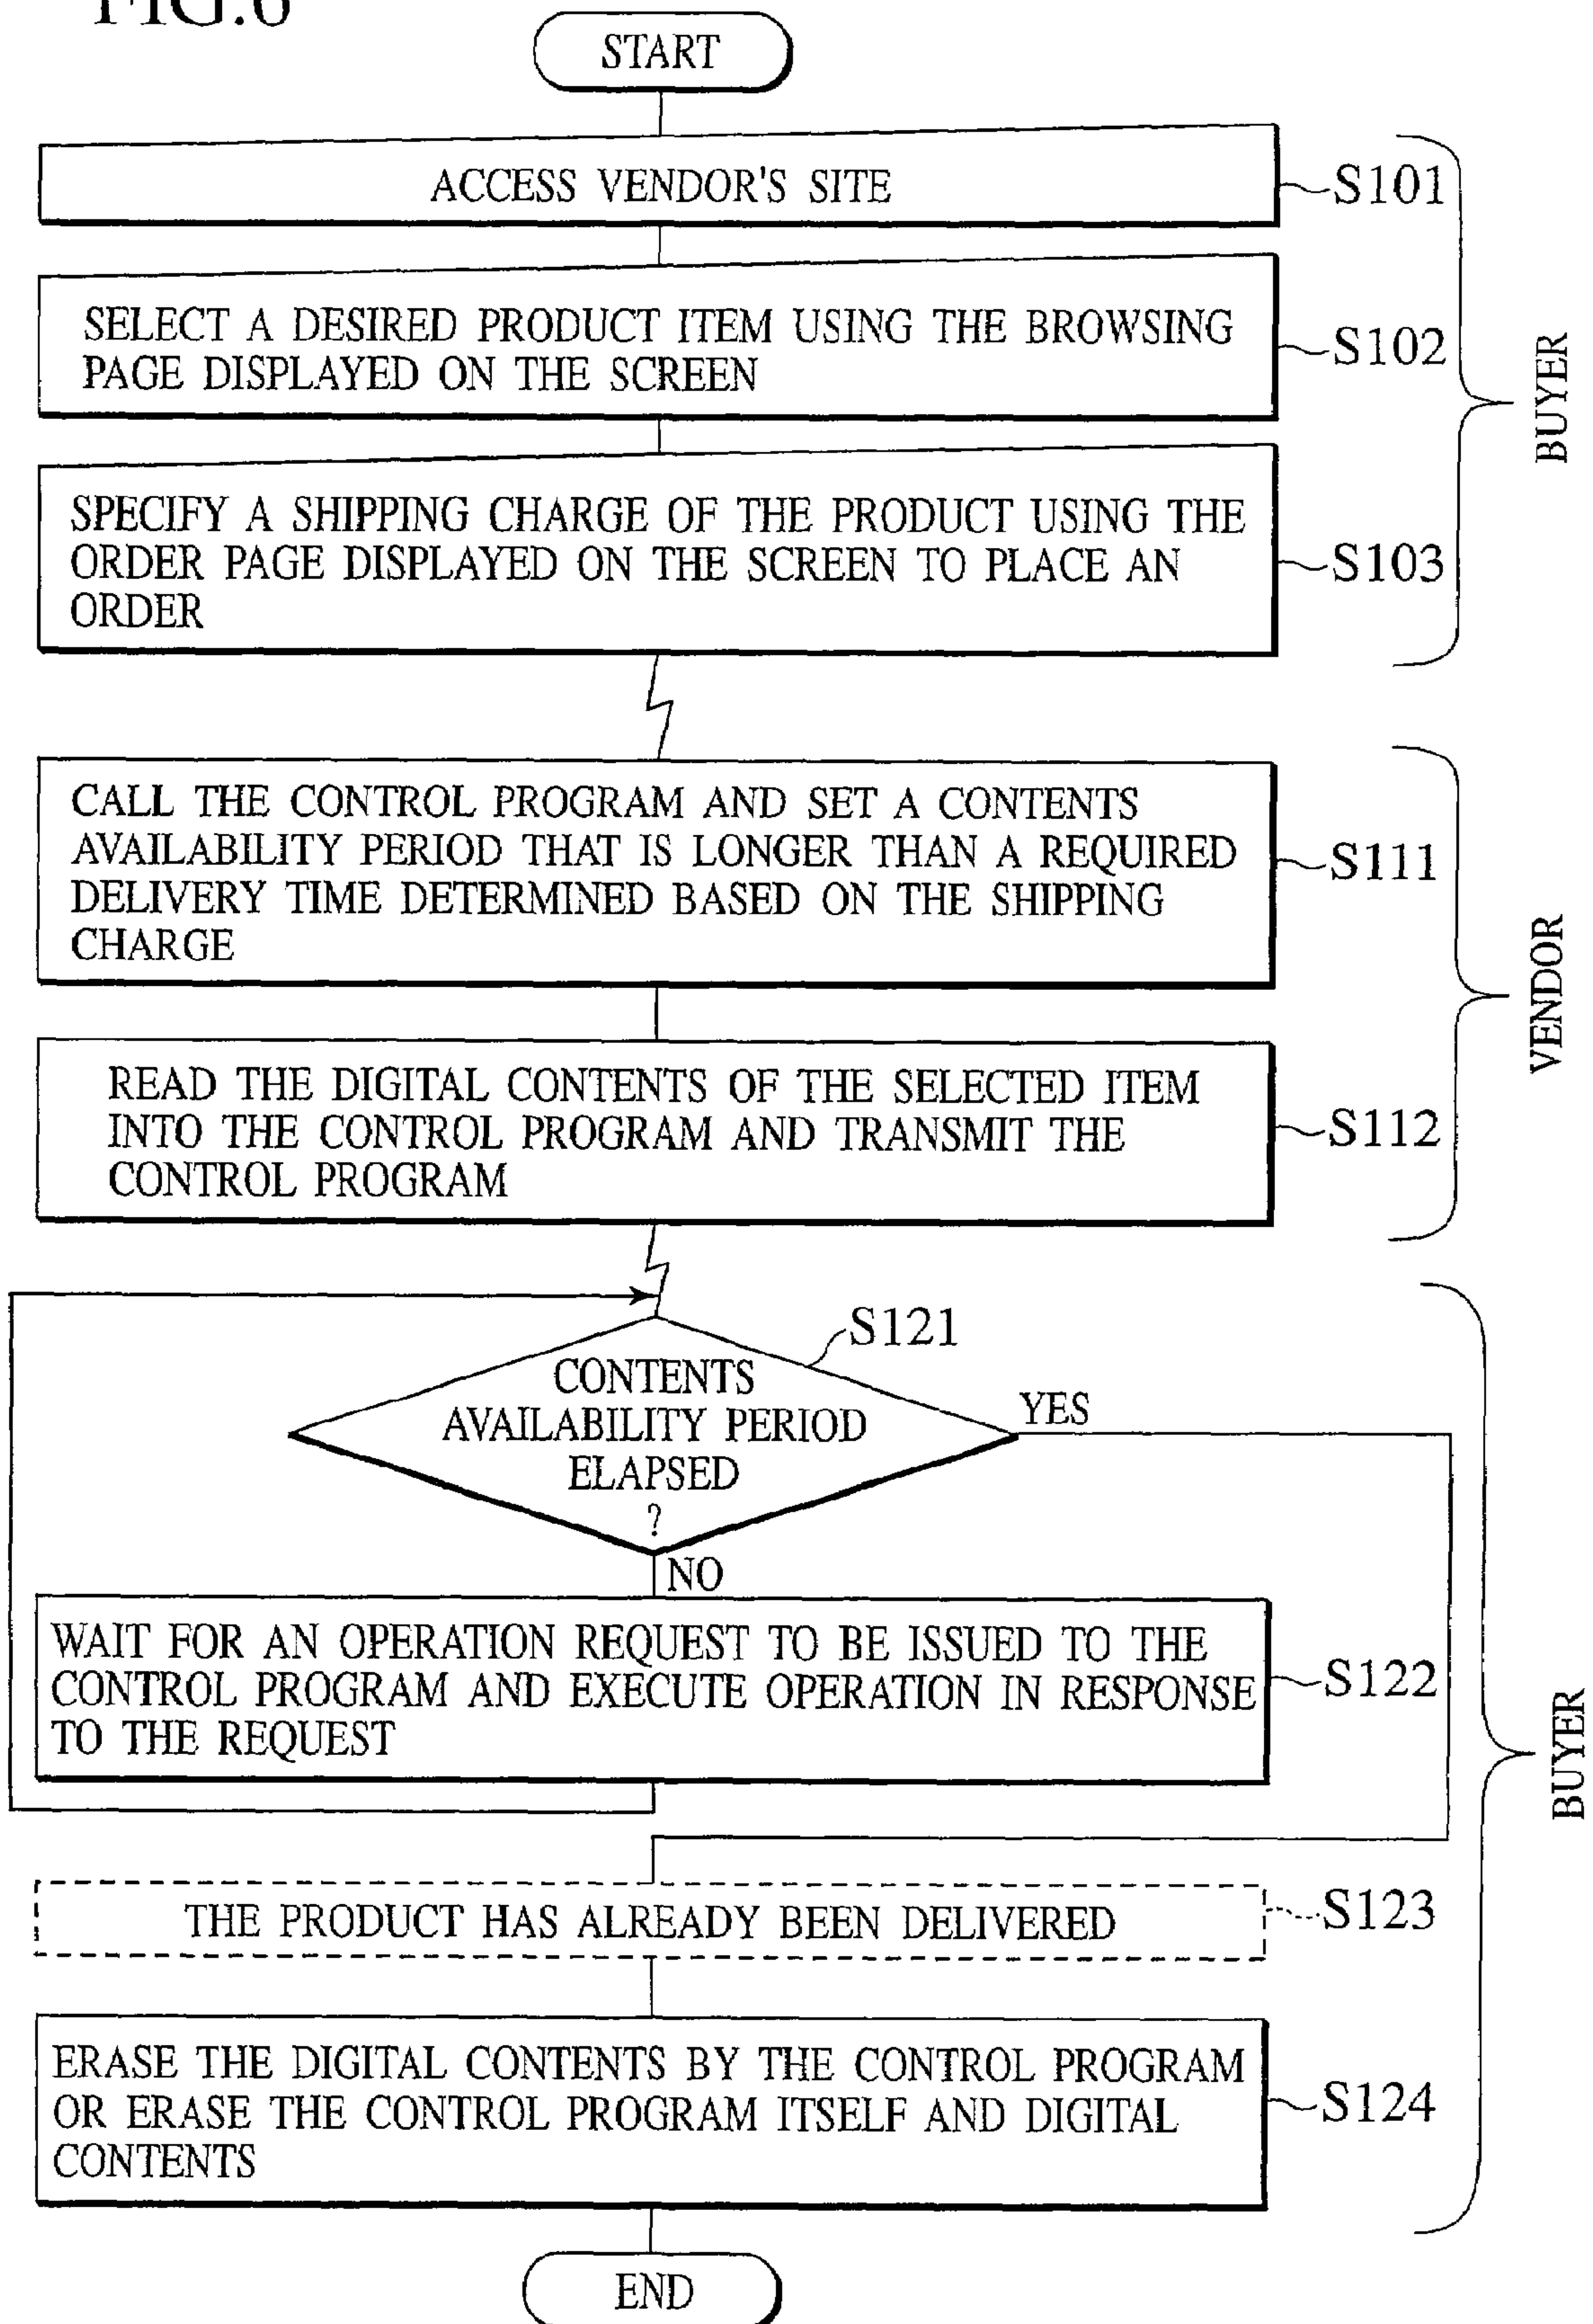 FIG.6
START
ACCESS VENDOR'S SITE
S101
SELECT A DESIRED PRODUCT ITEM USING THE BROWSING
PAGE DISPLAYED ON THE SCREEN
S102
SPECIFY A SHIPPING CHARGE OF THE PRODUCT USING THE
ORDER PAGE DISPLAYED ON THE SCREEN TO PLACE AN
ORDER
S103
BUYER
CALL THE CONTROL PROGRAM AND SET A CONTENTS
AVAILABILITY PERIOD THAT IS LONGER THAN A REQUIRED
DELIVERY TIME DETERMINED BASED ON THE SHIPPING
CHARGE
S111
READ THE DIGITAL CONTENTS OF THE SELECTED ITEM
INTO THE CONTROL PROGRAM AND TRANSMIT THE
CONTROL PROGRAM
S112
VENDOR
S121
CONTENTS
AVAILABILITY PERIOD
ELAPSED
?
YES
NO
WAIT FOR AN OPERATION REQUEST TO BE ISSUED TO THE
CONTROL PROGRAM AND EXECUTE OPERATION IN RESPONSE
TO THE REQUEST
S122
THE PRODUCT HAS ALREADY BEEN DELIVERED
S123
ERASE THE DIGITAL CONTENTS BY THE CONTROL PROGRAM
OR ERASE THE CONTROL PROGRAM ITSELF AND DIGITAL
CONTENTS
S124
BUYER
END